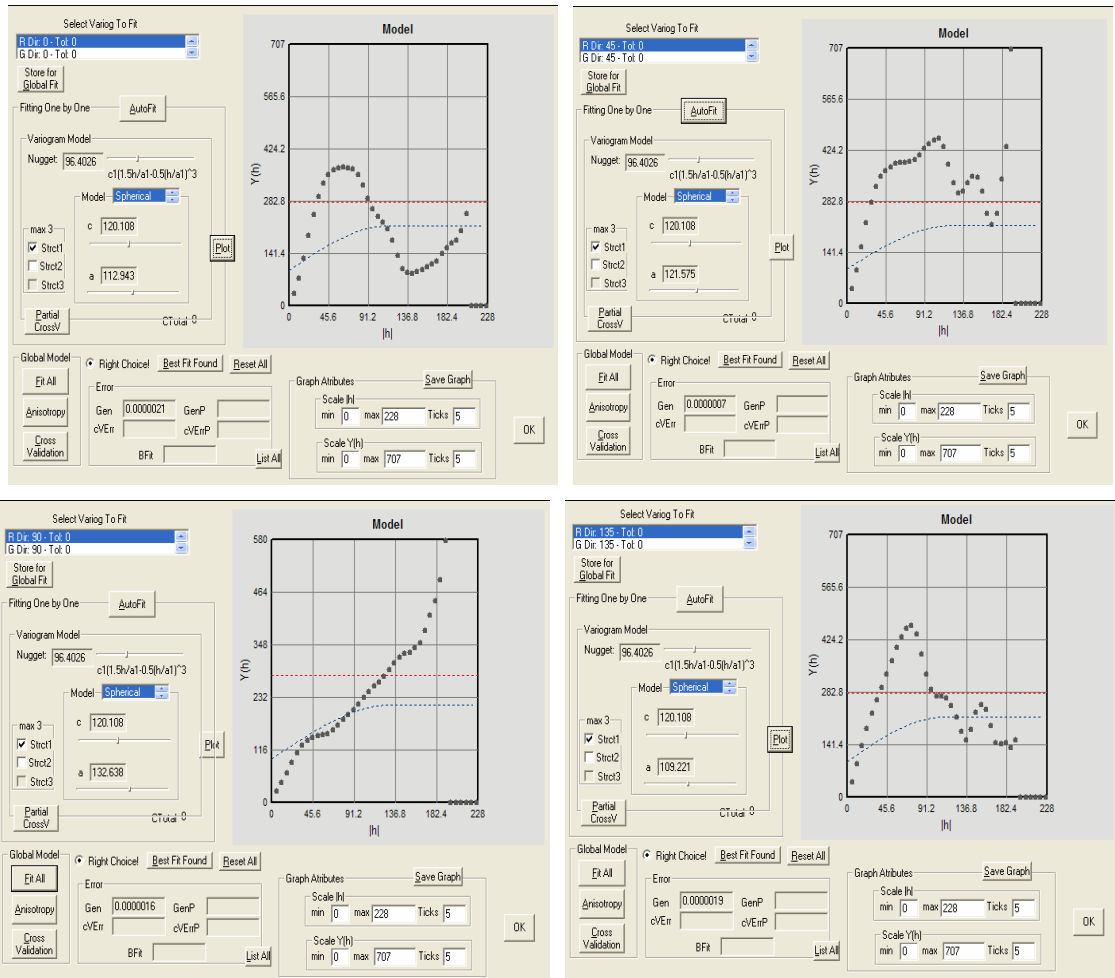 Select Variog To Fit
R Dir: 0 - Tol: 0
G Dir: 0 - Tol: 0
Store for
Global Fit
Fitting One by One
AutoFit
Variogram Model
Nugget: 96.4026
c1(1.5h/a1-0.5(h/a1)^3
Model Spherical
c 120.108
max 3
Strct1
Strct2
Strct3
a 112.943
Plot
Partial
CrossV
CTotal 0
Model
707
565.6
424.2
282.8
141.4
0
Y(h)
0 45.6 91.2 136.8 182.4 228
|h|
Global Model
Fit All
Anisotropy
Cross
Validation
Right Choice! Best Fit Found Reset All
Error
Gen 0.0000021 GenP
cVErr cVErrP
BFit List All
Graph Atributes Save Graph
Scale |h|
min 0 max 228 Ticks 5
Scale Y(h)
min 0 max 707 Ticks 5
OK
Select Variog To Fit
R Dir: 45 - Tol: 0
G Dir: 45 - Tol: 0
Store for
Global Fit
Fitting One by One
AutoFit
Variogram Model
Nugget: 96.4026
c1(1.5h/a1-0.5(h/a1)^3
Model Spherical
c 120.108
max 3
Strct1
Strct2
Strct3
a 121.575
Plot
Partial
CrossV
CTotal 0
Model
707
565.6
424.2
282.8
141.4
0
Y(h)
0 45.6 91.2 136.8 182.4 228
|h|
Global Model
Fit All
Anisotropy
Cross
Validation
Right Choice! Best Fit Found Reset All
Error
Gen 0.0000007 GenP
cVErr cVErrP
BFit List All
Graph Atributes Save Graph
Scale |h|
min 0 max 228 Ticks 5
Scale Y(h)
min 0 max 707 Ticks 5
OK
Select Variog To Fit
R Dir: 90 - Tol: 0
G Dir: 90 - Tol: 0
Store for
Global Fit
Fitting One by One
AutoFit
Variogram Model
Nugget: 96.4026
c1(1.5h/a1-0.5(h/a1)^3
Model Spherical
c 120.108
max 3
Strct1
Strct2
Strct3
a 132.638
Plot
Partial
CrossV
CTotal 0
Model
580
464
348
232
116
0
Y(h)
0 45.6 91.2 136.8 182.4 228
|h|
Global Model
Fit All
Anisotropy
Cross
Validation
Right Choice! Best Fit Found Reset All
Error
Gen 0.0000016 GenP
cVErr cVErrP
BFit List All
Graph Atributes Save Graph
Scale |h|
min 0 max 228 Ticks 5
Scale Y(h)
min 0 max 707 Ticks 5
OK
Select Variog To Fit
R Dir: 135 - Tol: 0
G Dir: 135 - Tol: 0
Store for
Global Fit
Fitting One by One
AutoFit
Variogram Model
Nugget: 96.4026
c1(1.5h/a1-0.5(h/a1)^3
Model Spherical
c 120.108
max 3
Strct1
Strct2
Strct3
a 109.221
Plot
Partial
CrossV
CTotal 0
Model
707
565.6
424.2
282.8
141.4
0
Y(h)
0 45.6 91.2 136.8 182.4 228
|h|
Global Model
Fit All
Anisotropy
Cross
Validation
Right Choice! Best Fit Found Reset All
Error
Gen 0.0000019 GenP
cVErr cVErrP
BFit List All
Graph Atributes Save Graph
Scale |h|
min 0 max 228 Ticks 5
Scale Y(h)
min 0 max 707 Ticks 5
OK